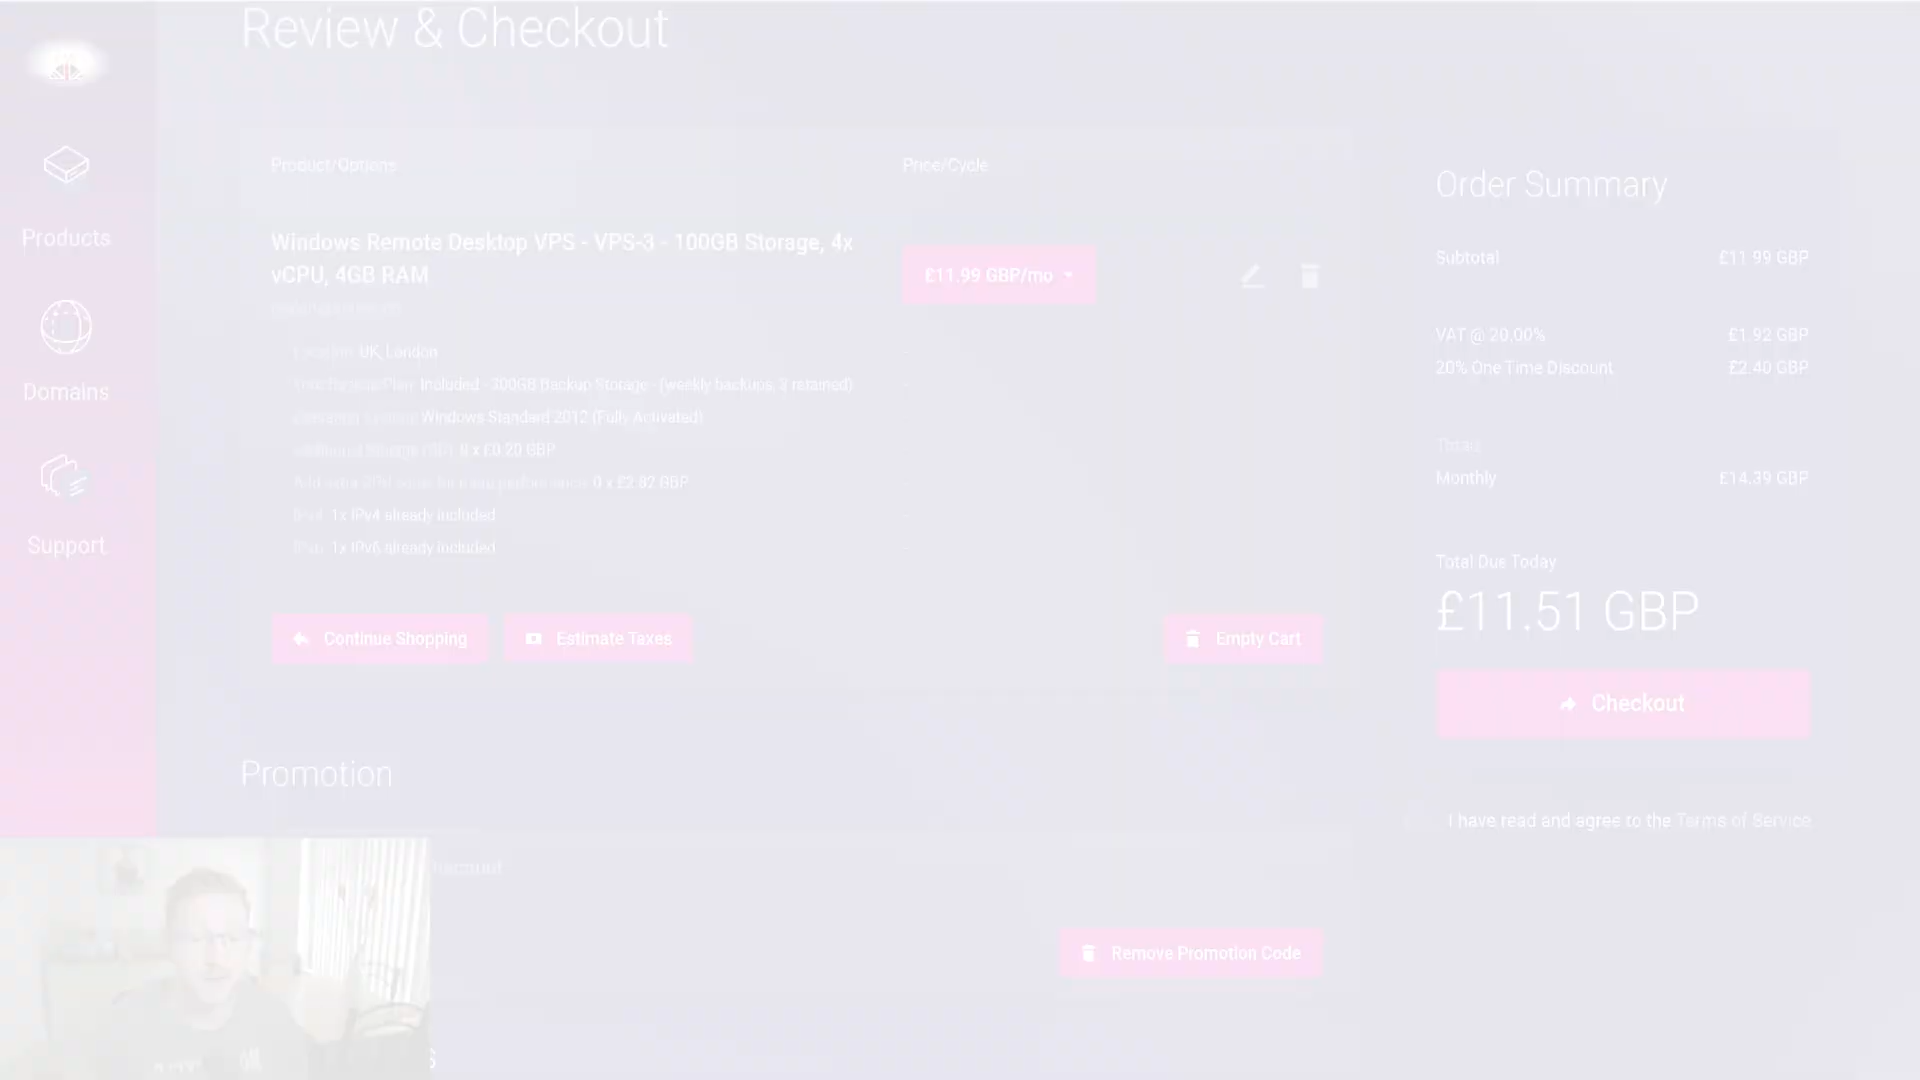 Review & Checkout
Products
Domains
Support
Product/Options
Price/Cycle
Windows Remote Desktop VPS - VPS-3 - 100GB Storage, 4x
vCPU, 4GB RAM
£11.99 GBP/mo
UK, London
Included - 300GB Backup Storage - (weekly backups, 3 retained)
Windows Standard 2012 (Fully Activated)
0 x £0.20 GBP
0 x £2.82 GBP
1x IPv4 already included
1x IPv6 already included
Continue Shopping
Estimate Taxes
Empty Cart
Order Summary
Subtotal
£11.99 GBP
VAT @ 20.00%
£1.92 GBP
20% One Time Discount
£2.40 GBP
Totals
Monthly
£14.39 GBP
Total Due Today
£11.51 GBP
Checkout
I have read and agree to the Terms of Service
Promotion
Remove Promotion Code